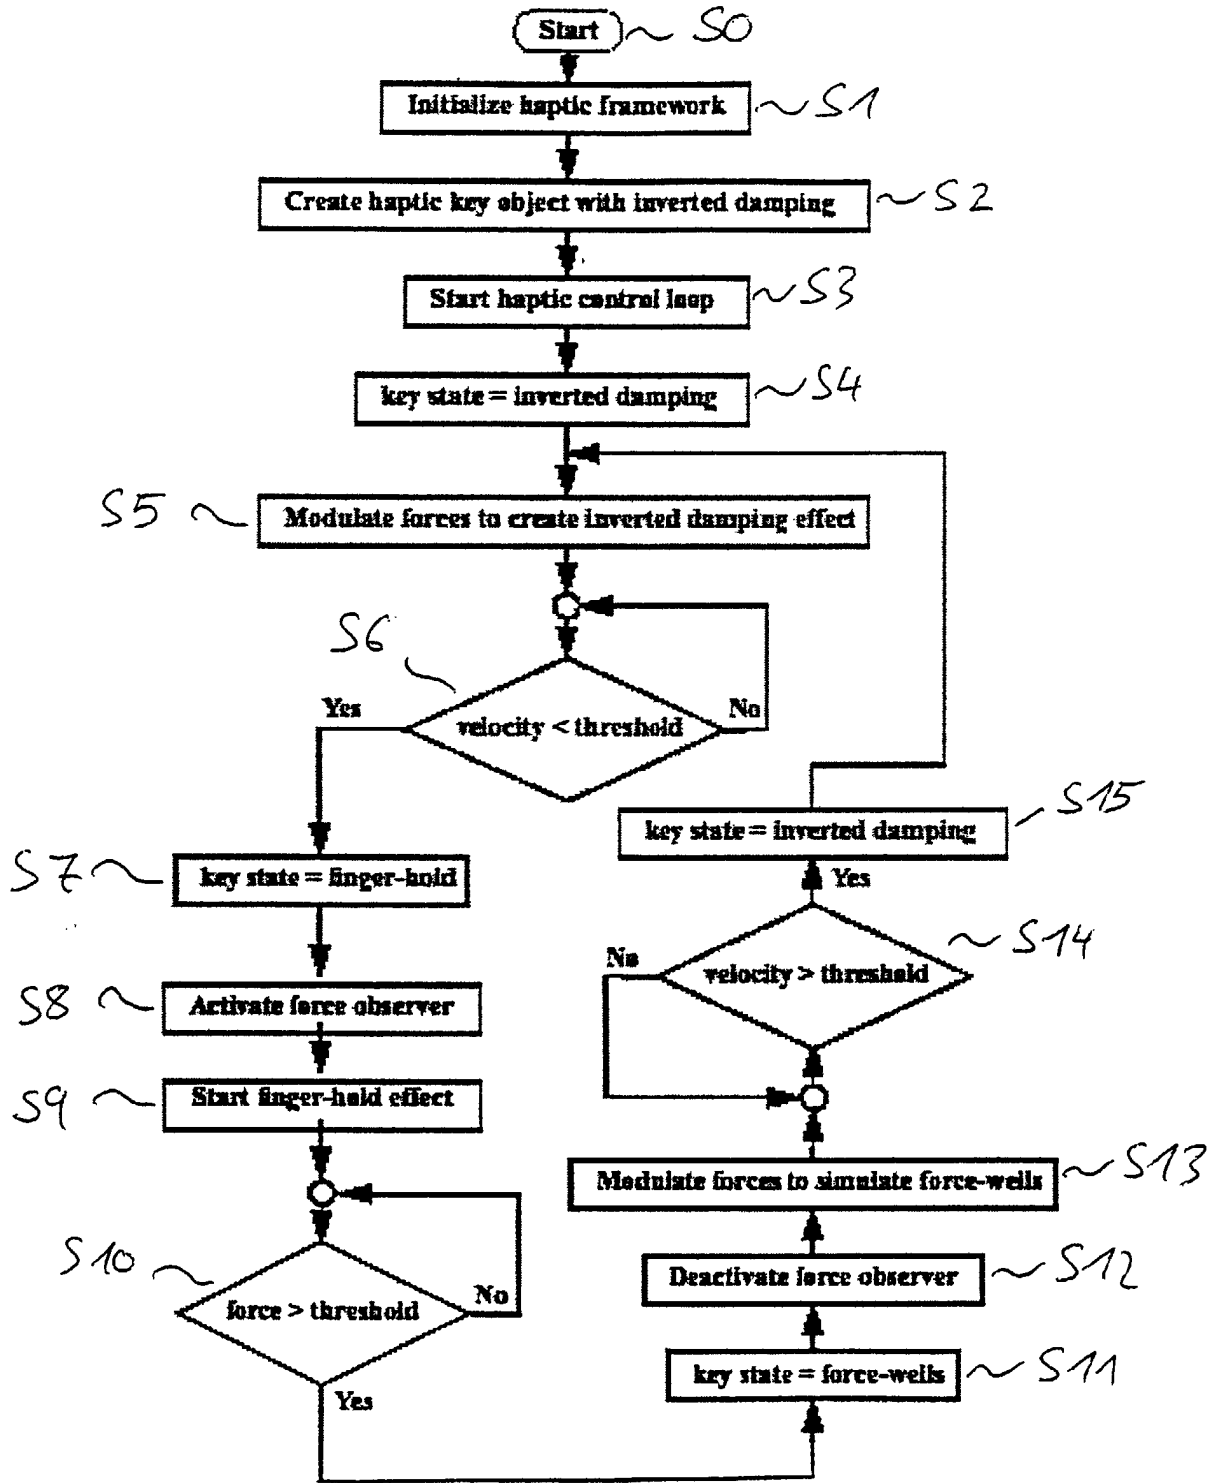 Start S0
Initialize haptic framework S1
Create haptic key object with inverted damping S2
Start haptic control loop S3
key state = inverted damping S4
S5 Modulate forces to create inverted damping effect
S6
Yes velocity < threshold No
S7 key state = finger-hold
S8 Activate force observer
S9 Start finger-hold effect
S10
force > threshold No
Yes
key state = force-wells S11
Deactivate force observer S12
Modulate forces to simulate force-wells S13
No velocity > threshold S14
Yes
key state = inverted damping S15